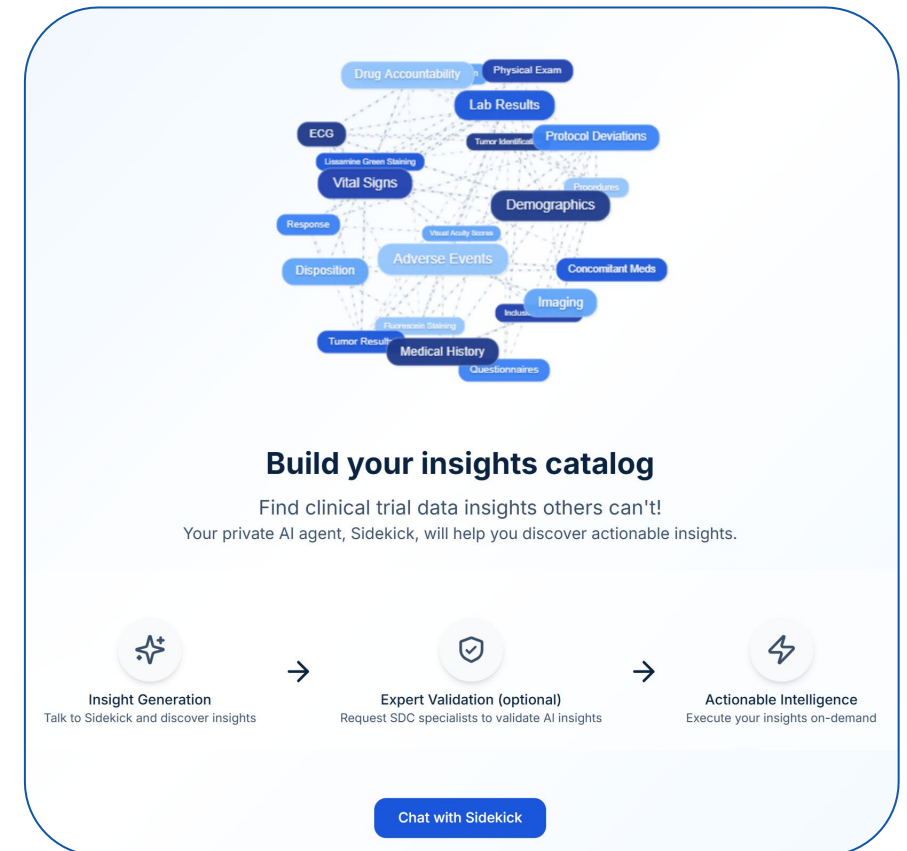 Drug Accountability
Physical Exam
Lab Results
ECG
Tumor Identificati
Protocol Deviations
Lissamine Green Staining
Vital Signs
Procedures
Demographics
Response
Visual Acuity Scores
Adverse Events
Disposition
Concomitant Meds
Imaging
Inclusi
Fluorescein Staining
Tumor Result
Medical History
Questionnaires
Build your insights catalog
Find clinical trial data insights others can't!
Your private AI agent, Sidekick, will help you discover actionable insights.
Insight Generation
Talk to Sidekick and discover insights
Expert Validation (optional)
Request SDC specialists to validate AI insights
Actionable Intelligence
Execute your insights on-demand
Chat with Sidekick